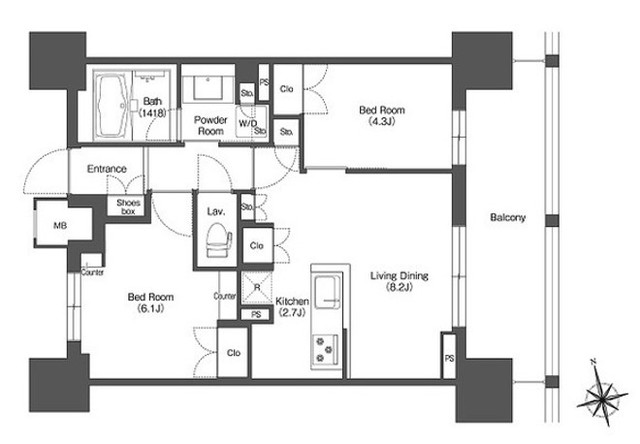 Bath
(1418)
PS
Sto.
Clo
Bed Room
(4.3J)
Powder
Room
W/D
Sto.
Sto.
Entrance
Shoes
box
MB
Lav.
Sto.
Balcony
Clo
Counter
Bed Room
(6.1J)
Counter
R
Kitchen
(2.7J)
Living Dining
(8.2J)
PS
Clo
PS
N